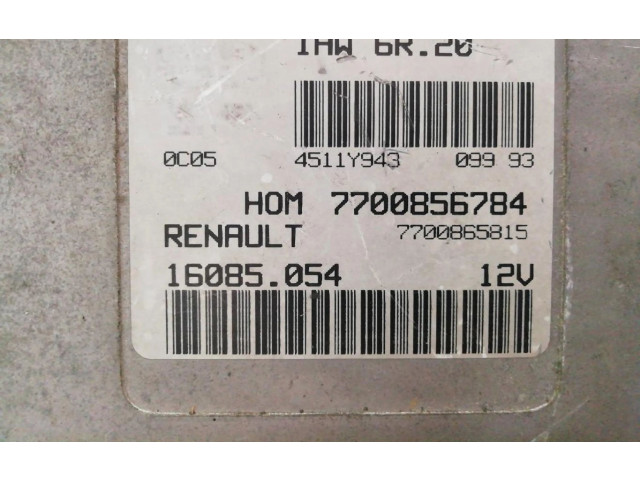 IAW 6R.20
0C05 4511Y943 099 93
HOM 7700856784
RENAULT 7700865815
16085.054 12V